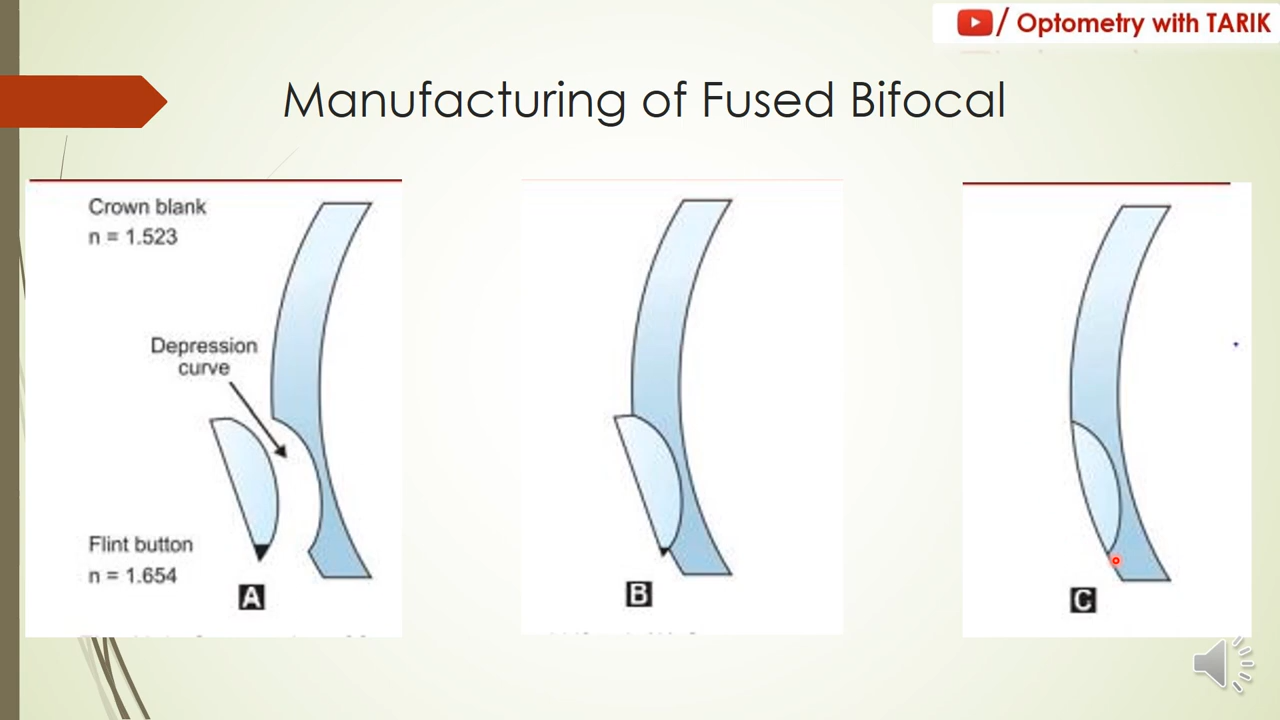 / Optometry with TARIK
Manufacturing of Fused Bifocal
Crown blank
n = 1.523
Depression
curve
Flint button
n = 1.654
A
B
C